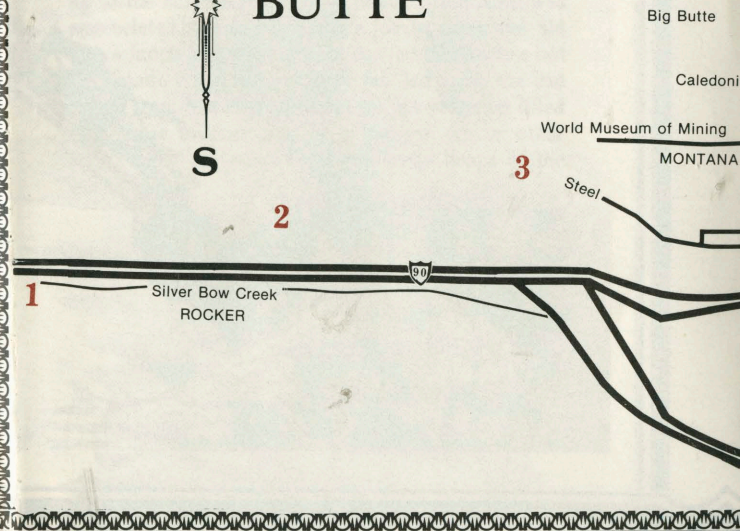 BUTTE
Big Butte
Caledoni
World Museum of Mining
MONTANA
S
3
Steel
2
90
1
Silver Bow Creek
ROCKER